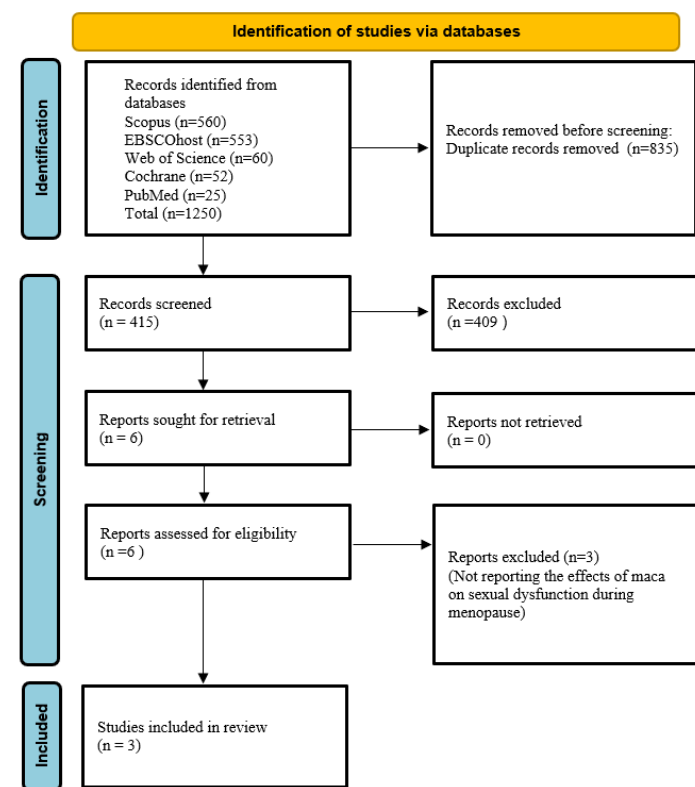 Identification of studies via databases
Identification
Records identified from
databases
Scopus (n=560)
EBSCOhost (n=553)
Web of Science (n=60)
Cochrane (n=52)
PubMed (n=25)
Total (n=1250)
Records removed before screening:
Duplicate records removed (n=835)
Screening
Records screened
(n = 415)
Records excluded
(n =409 )
Reports sought for retrieval
(n = 6)
Reports not retrieved
(n = 0)
Reports assessed for eligibility
(n =6 )
Reports excluded (n=3)
(Not reporting the effects of maca
on sexual dysfunction during
menopause)
Included
Studies included in review
(n = 3)